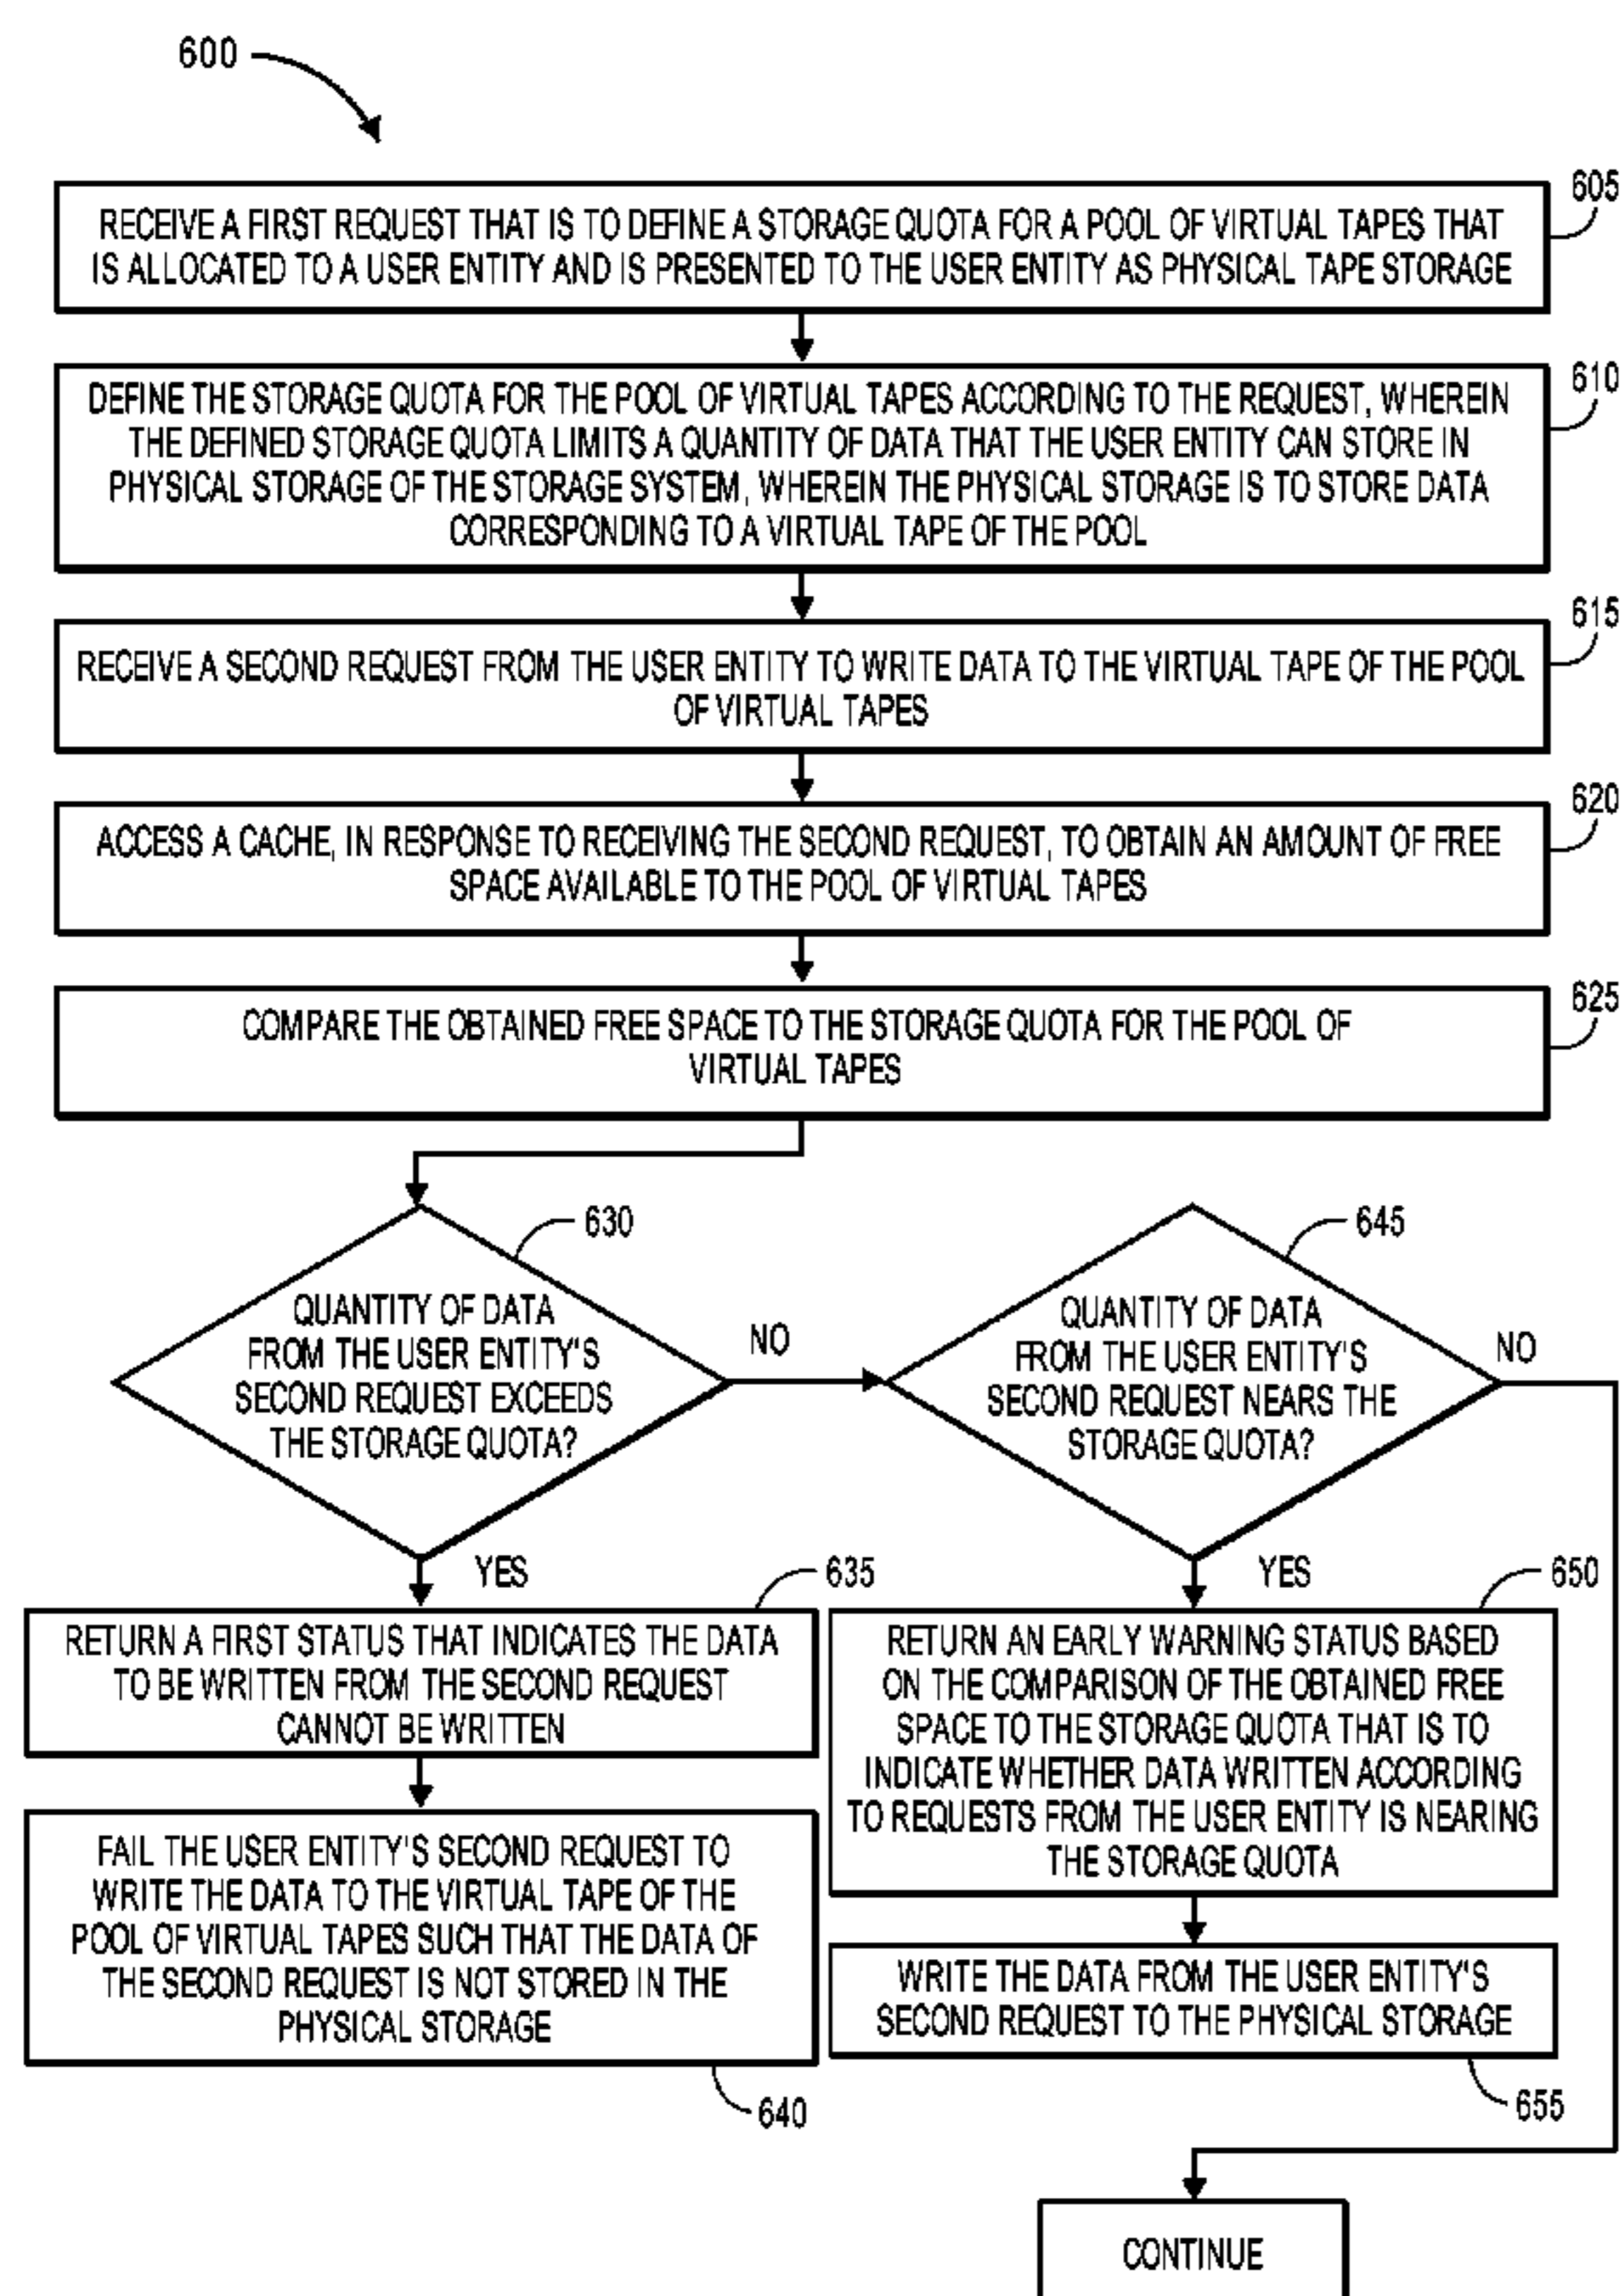 600
605
RECEIVE A FIRST REQUEST THAT IS TO DEFINE A STORAGE QUOTA FOR A POOL OF VIRTUAL TAPES THAT
IS ALLOCATED TO A USER ENTITY AND IS PRESENTED TO THE USER ENTITY AS PHYSICAL TAPE STORAGE
610
DEFINE THE STORAGE QUOTA FOR THE POOL OF VIRTUAL TAPES ACCORDING TO THE REQUEST, WHEREIN
THE DEFINED STORAGE QUOTA LIMITS A QUANTITY OF DATA THAT THE USER ENTITY CAN STORE IN
PHYSICAL STORAGE OF THE STORAGE SYSTEM, WHEREIN THE PHYSICAL STORAGE IS TO STORE DATA
CORRESPONDING TO A VIRTUAL TAPE OF THE POOL
615
RECEIVE A SECOND REQUEST FROM THE USER ENTITY TO WRITE DATA TO THE VIRTUAL TAPE OF THE POOL
OF VIRTUAL TAPES
620
ACCESS A CACHE, IN RESPONSE TO RECEIVING THE SECOND REQUEST, TO OBTAIN AN AMOUNT OF FREE
SPACE AVAILABLE TO THE POOL OF VIRTUAL TAPES
625
COMPARE THE OBTAINED FREE SPACE TO THE STORAGE QUOTA FOR THE POOL OF
VIRTUAL TAPES
630
QUANTITY OF DATA
FROM THE USER ENTITY'S
SECOND REQUEST EXCEEDS
THE STORAGE QUOTA?
NO
YES
645
QUANTITY OF DATA
FROM THE USER ENTITY'S
SECOND REQUEST NEARS THE
STORAGE QUOTA?
NO
YES
635
RETURN A FIRST STATUS THAT INDICATES THE DATA
TO BE WRITTEN FROM THE SECOND REQUEST
CANNOT BE WRITTEN
FAIL THE USER ENTITY'S SECOND REQUEST TO
WRITE THE DATA TO THE VIRTUAL TAPE OF THE
POOL OF VIRTUAL TAPES SUCH THAT THE DATA OF
THE SECOND REQUEST IS NOT STORED IN THE
PHYSICAL STORAGE
640
650
RETURN AN EARLY WARNING STATUS BASED
ON THE COMPARISON OF THE OBTAINED FREE
SPACE TO THE STORAGE QUOTA THAT IS TO
INDICATE WHETHER DATA WRITTEN ACCORDING
TO REQUESTS FROM THE USER ENTITY IS NEARING
THE STORAGE QUOTA
WRITE THE DATA FROM THE USER ENTITY'S
SECOND REQUEST TO THE PHYSICAL STORAGE
655
CONTINUE